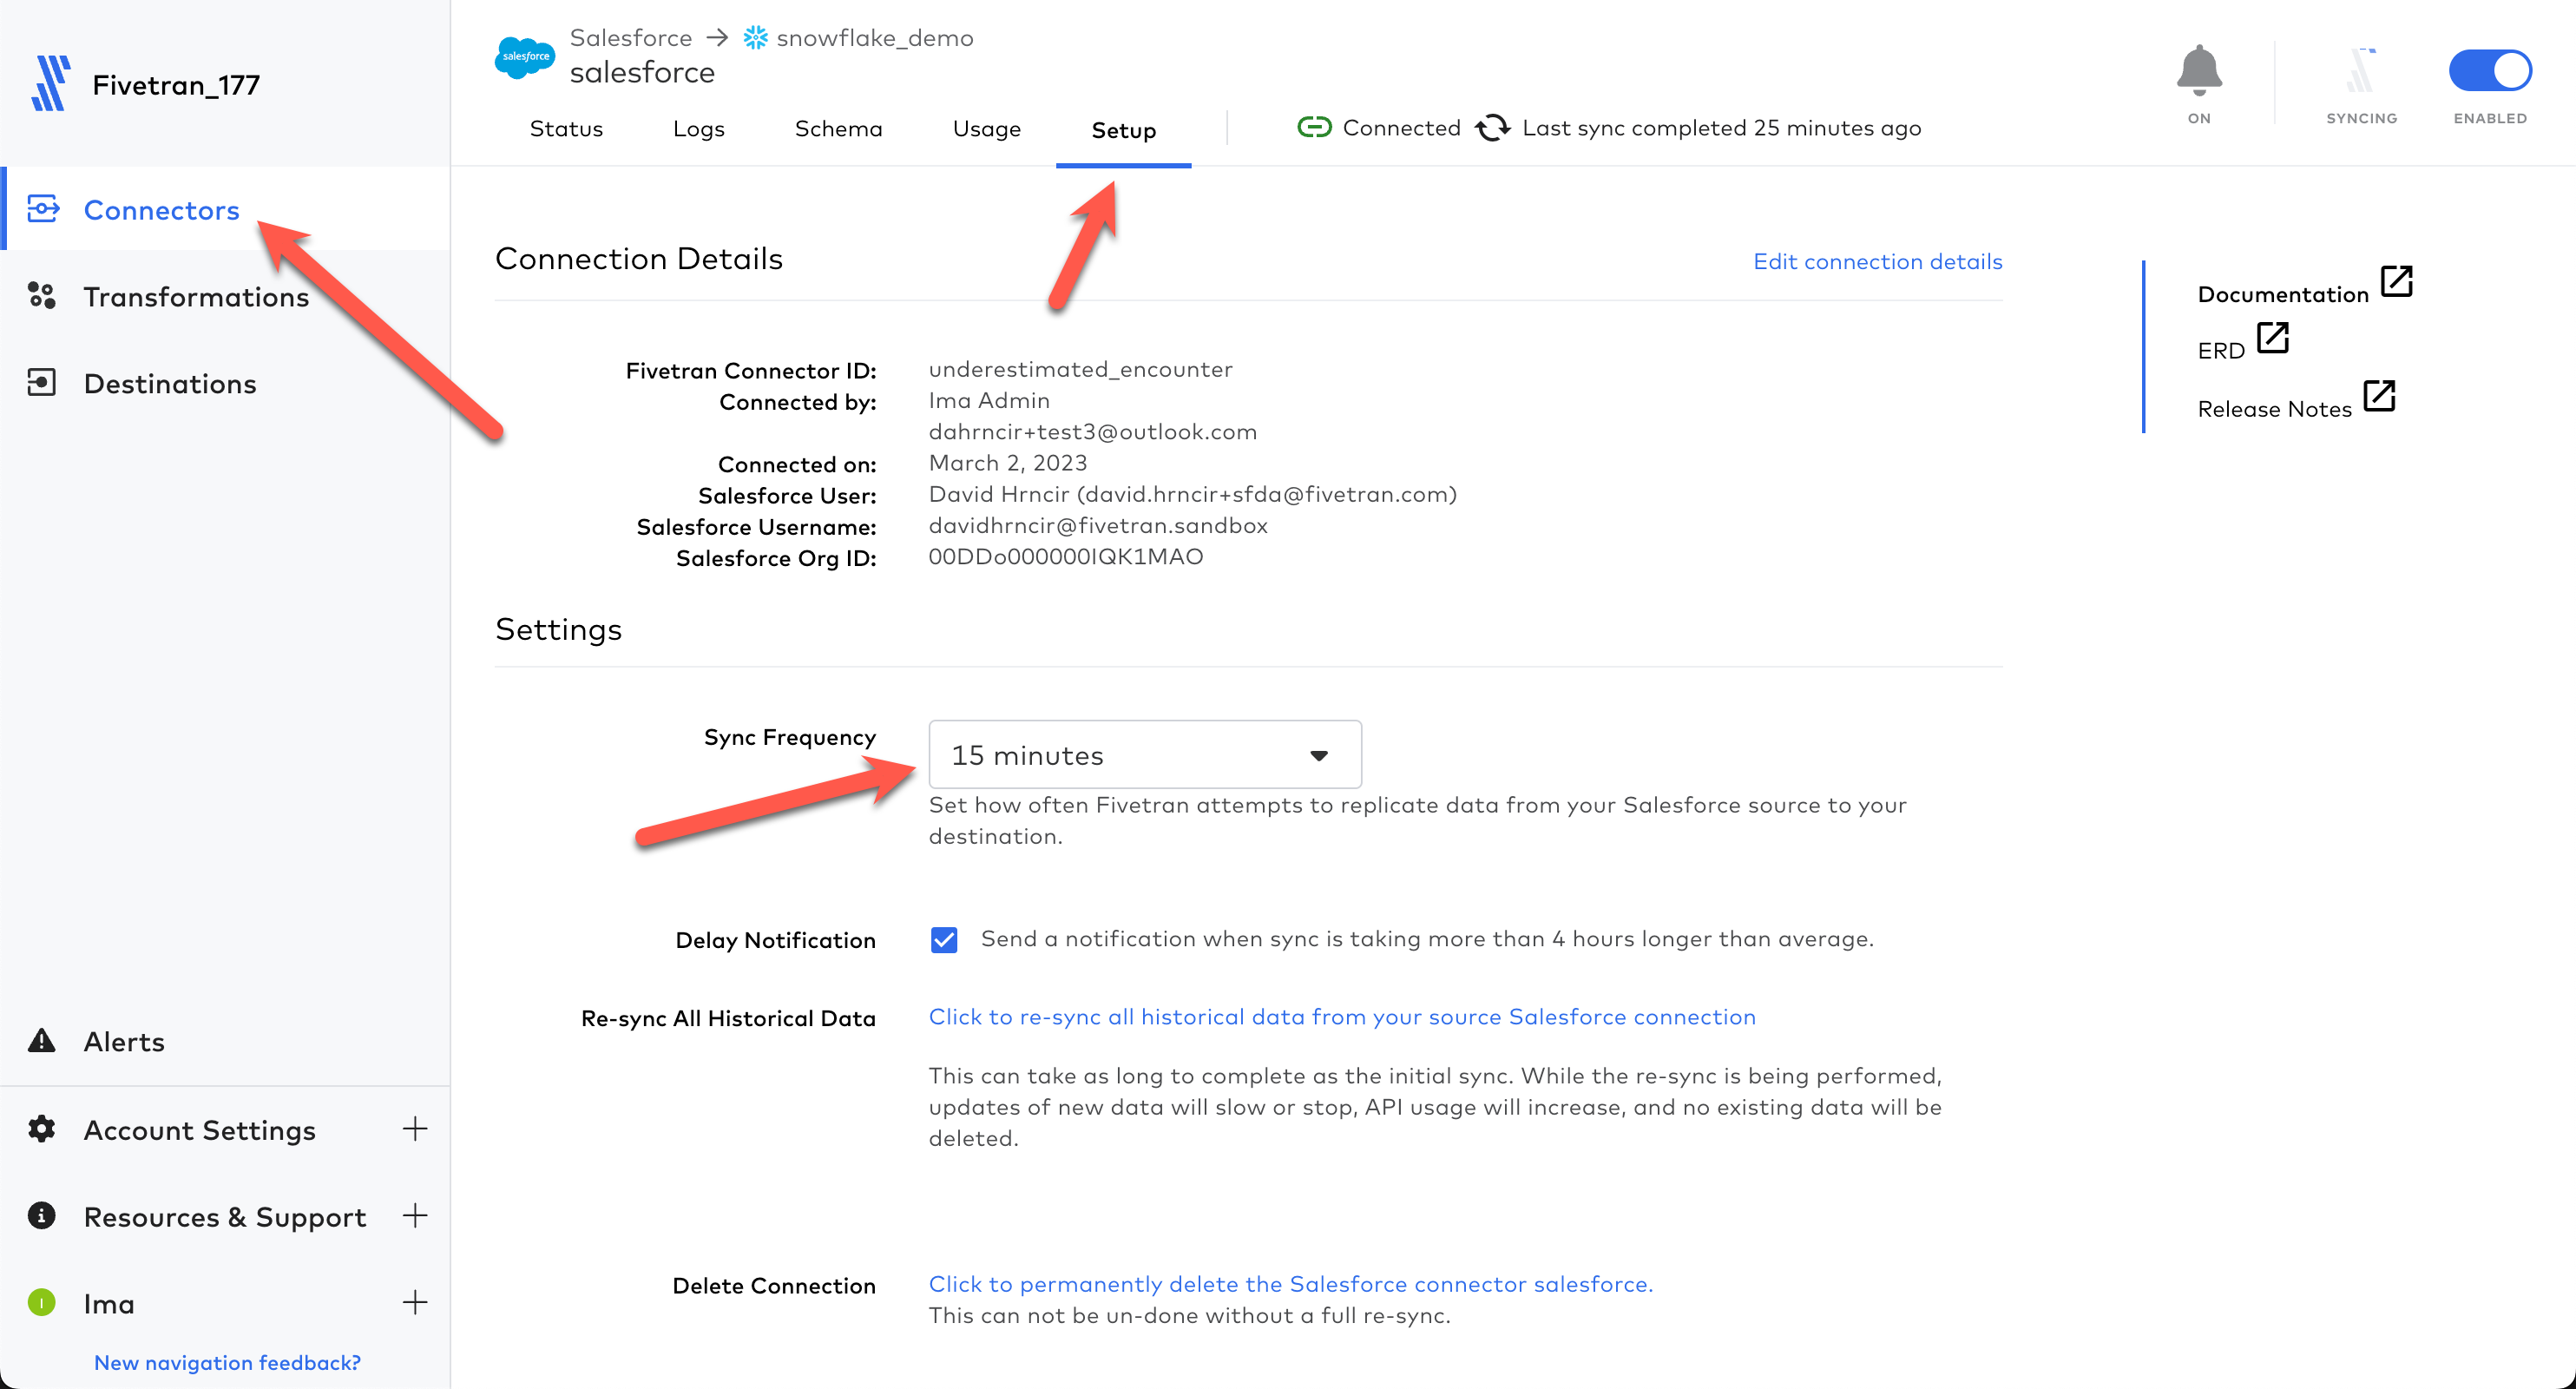 Fivetran_177
Connectors
Transformations
Destinations
Alerts
Account Settings
Resources & Support
I
Ima
New navigation feedback?
salesforce
Salesforce → snowflake_demo
salesforce
Status
Logs
Schema
Usage
Setup
Connected
Last sync completed 25 minutes ago
ON
SYNCING
ENABLED
Connection Details
Edit connection details
Fivetran Connector ID: underestimated_encounter
Connected by: Ima Admin
dahrncir+test3@outlook.com
Connected on: March 2, 2023
Salesforce User: David Hrncir (david.hrncir+sfda@fivetran.com)
Salesforce Username: davidhrncir@fivetran.sandbox
Salesforce Org ID: 00DDo000000IQK1MAO
Documentation
ERD
Release Notes
Settings
Sync Frequency
15 minutes
Set how often Fivetran attempts to replicate data from your Salesforce source to your
destination.
Delay Notification
Send a notification when sync is taking more than 4 hours longer than average.
Re-sync All Historical Data
Click to re-sync all historical data from your source Salesforce connection
This can take as long to complete as the initial sync. While the re-sync is being performed,
updates of new data will slow or stop, API usage will increase, and no existing data will be
deleted.
Delete Connection
Click to permanently delete the Salesforce connector salesforce.
This can not be un-done without a full re-sync.